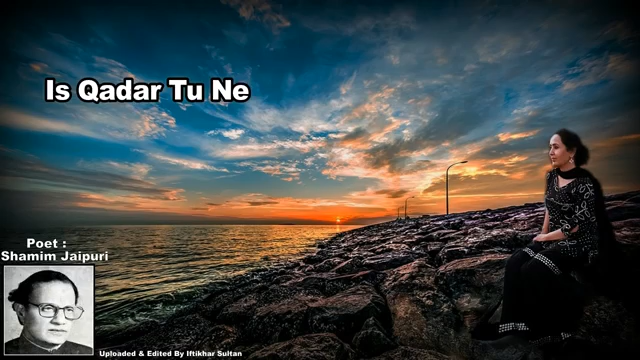 Is Qadar Tu Ne
Poet :
Shamim Jaipuri
Uploaded & Edited By Iftikhar Sultan